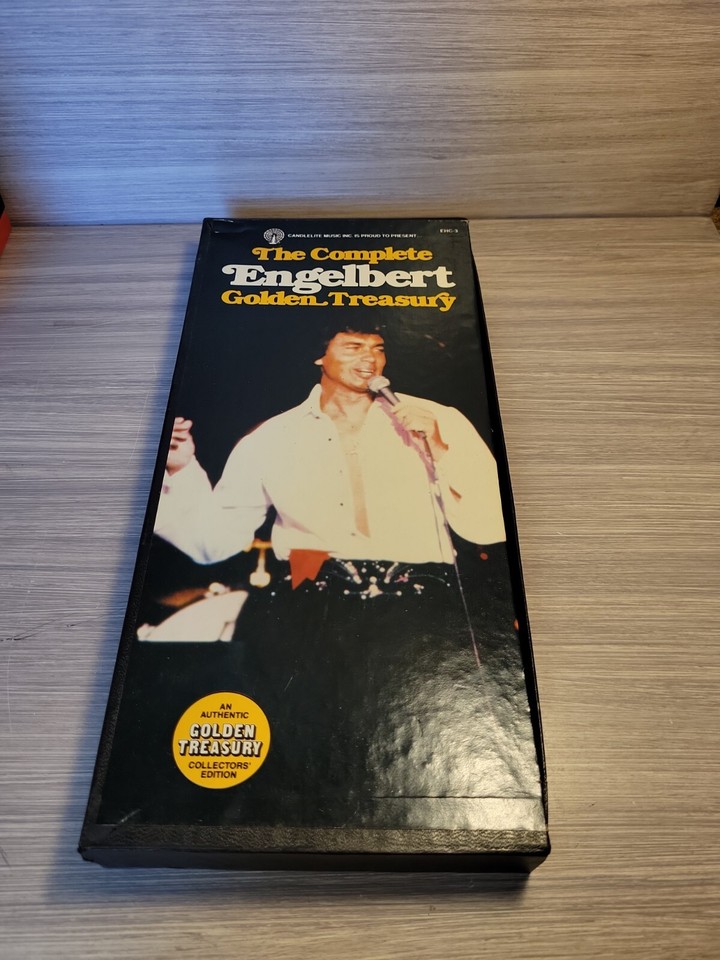 CANDLELITE MUSIC INC. IS PROUD TO PRESENT...
The Complete
Engelbert
Golden Treasury
AN
AUTHENTIC
GOLDEN
TREASURY
COLLECTORS'
EDITION